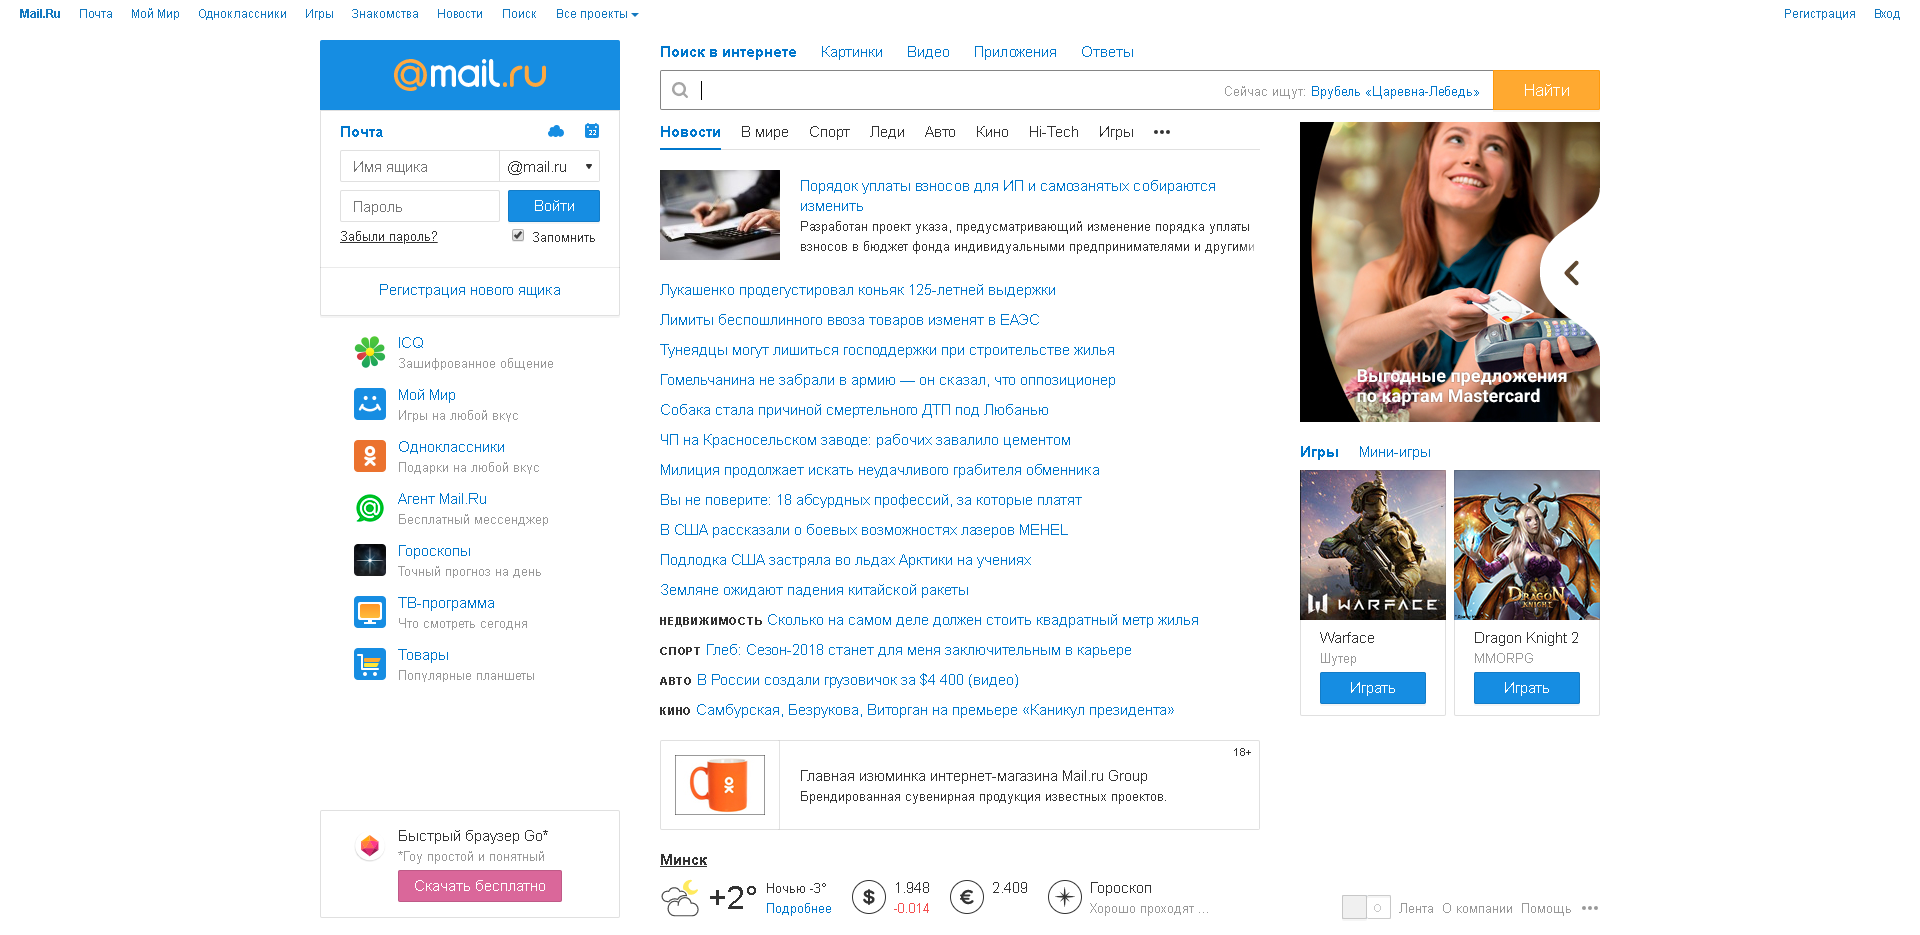 Mail.Ru Почта Мой Мир Одноклассники Игры Знакомства Новости Поиск Все проекты Регистрация Вход
@mail.ru
Почта
22
Имя ящика @mail.ru
Пароль Войти
Забыли пароль? Запомнить
Регистрация нового ящика
ICQ
Зашифрованное общение
Мой Мир
Игры на любой вкус
Одноклассники
Подарки на любой вкус
Агент Mail.Ru
Бесплатный мессенджер
Гороскопы
Точный прогноз на день
ТВ-программа
Что смотреть сегодня
Товары
Популярные планшеты
Быстрый браузер Go*
*Гоу простой и понятный
Скачать бесплатно
Поиск в интернете Картинки Видео Приложения Ответы
Сейчас ищут: Врубель «Царевна-Лебедь» Найти
Новости В мире Спорт Леди Авто Кино Hi-Tech Игры •••
Порядок уплаты взносов для ИП и самозанятых собираются
изменить
Разработан проект указа, предусматривающий изменение порядка уплаты
взносов в бюджет фонда индивидуальными предпринимателями и другими
Лукашенко продегустировал коньяк 125-летней выдержки
Лимиты беспошлинного ввоза товаров изменят в ЕАЭС
Тунеядцы могут лишиться господдержки при строительстве жилья
Гомельчанина не забрали в армию — он сказал, что оппозиционер
Собака стала причиной смертельного ДТП под Любанью
ЧП на Красносельском заводе: рабочих завалило цементом
Милиция продолжает искать неудачливого грабителя обменника
Вы не поверите: 18 абсурдных профессий, за которые платят
В США рассказали о боевых возможностях лазеров MEHEL
Подлодка США застряла во льдах Арктики на учениях
Земляне ожидают падения китайской ракеты
НЕДВИЖИМОСТЬ Сколько на самом деле должен стоить квадратный метр жилья
СПОРТ Глеб: Сезон-2018 станет для меня заключительным в карьере
АВТО В России создали грузовичок за $4 400 (видео)
КИНО Самбурская, Безрукова, Виторган на премьере «Каникул президента»
18+
Главная изюминка интернет-магазина Mail.ru Group
Брендированная сувенирная продукция известных проектов.
Минск
+2° Ночью -3° $ 1.948 € 2.409 Гороскоп
Подробнее -0.014 Хорошо проходят ...
Выгодные предложения
по картам Mastercard
Игры Мини-игры
WARFACE
DRAGON
KNIGHT
Warface Dragon Knight 2
Шутер MMORPG
Играть Играть
Лента О компании Помощь •••